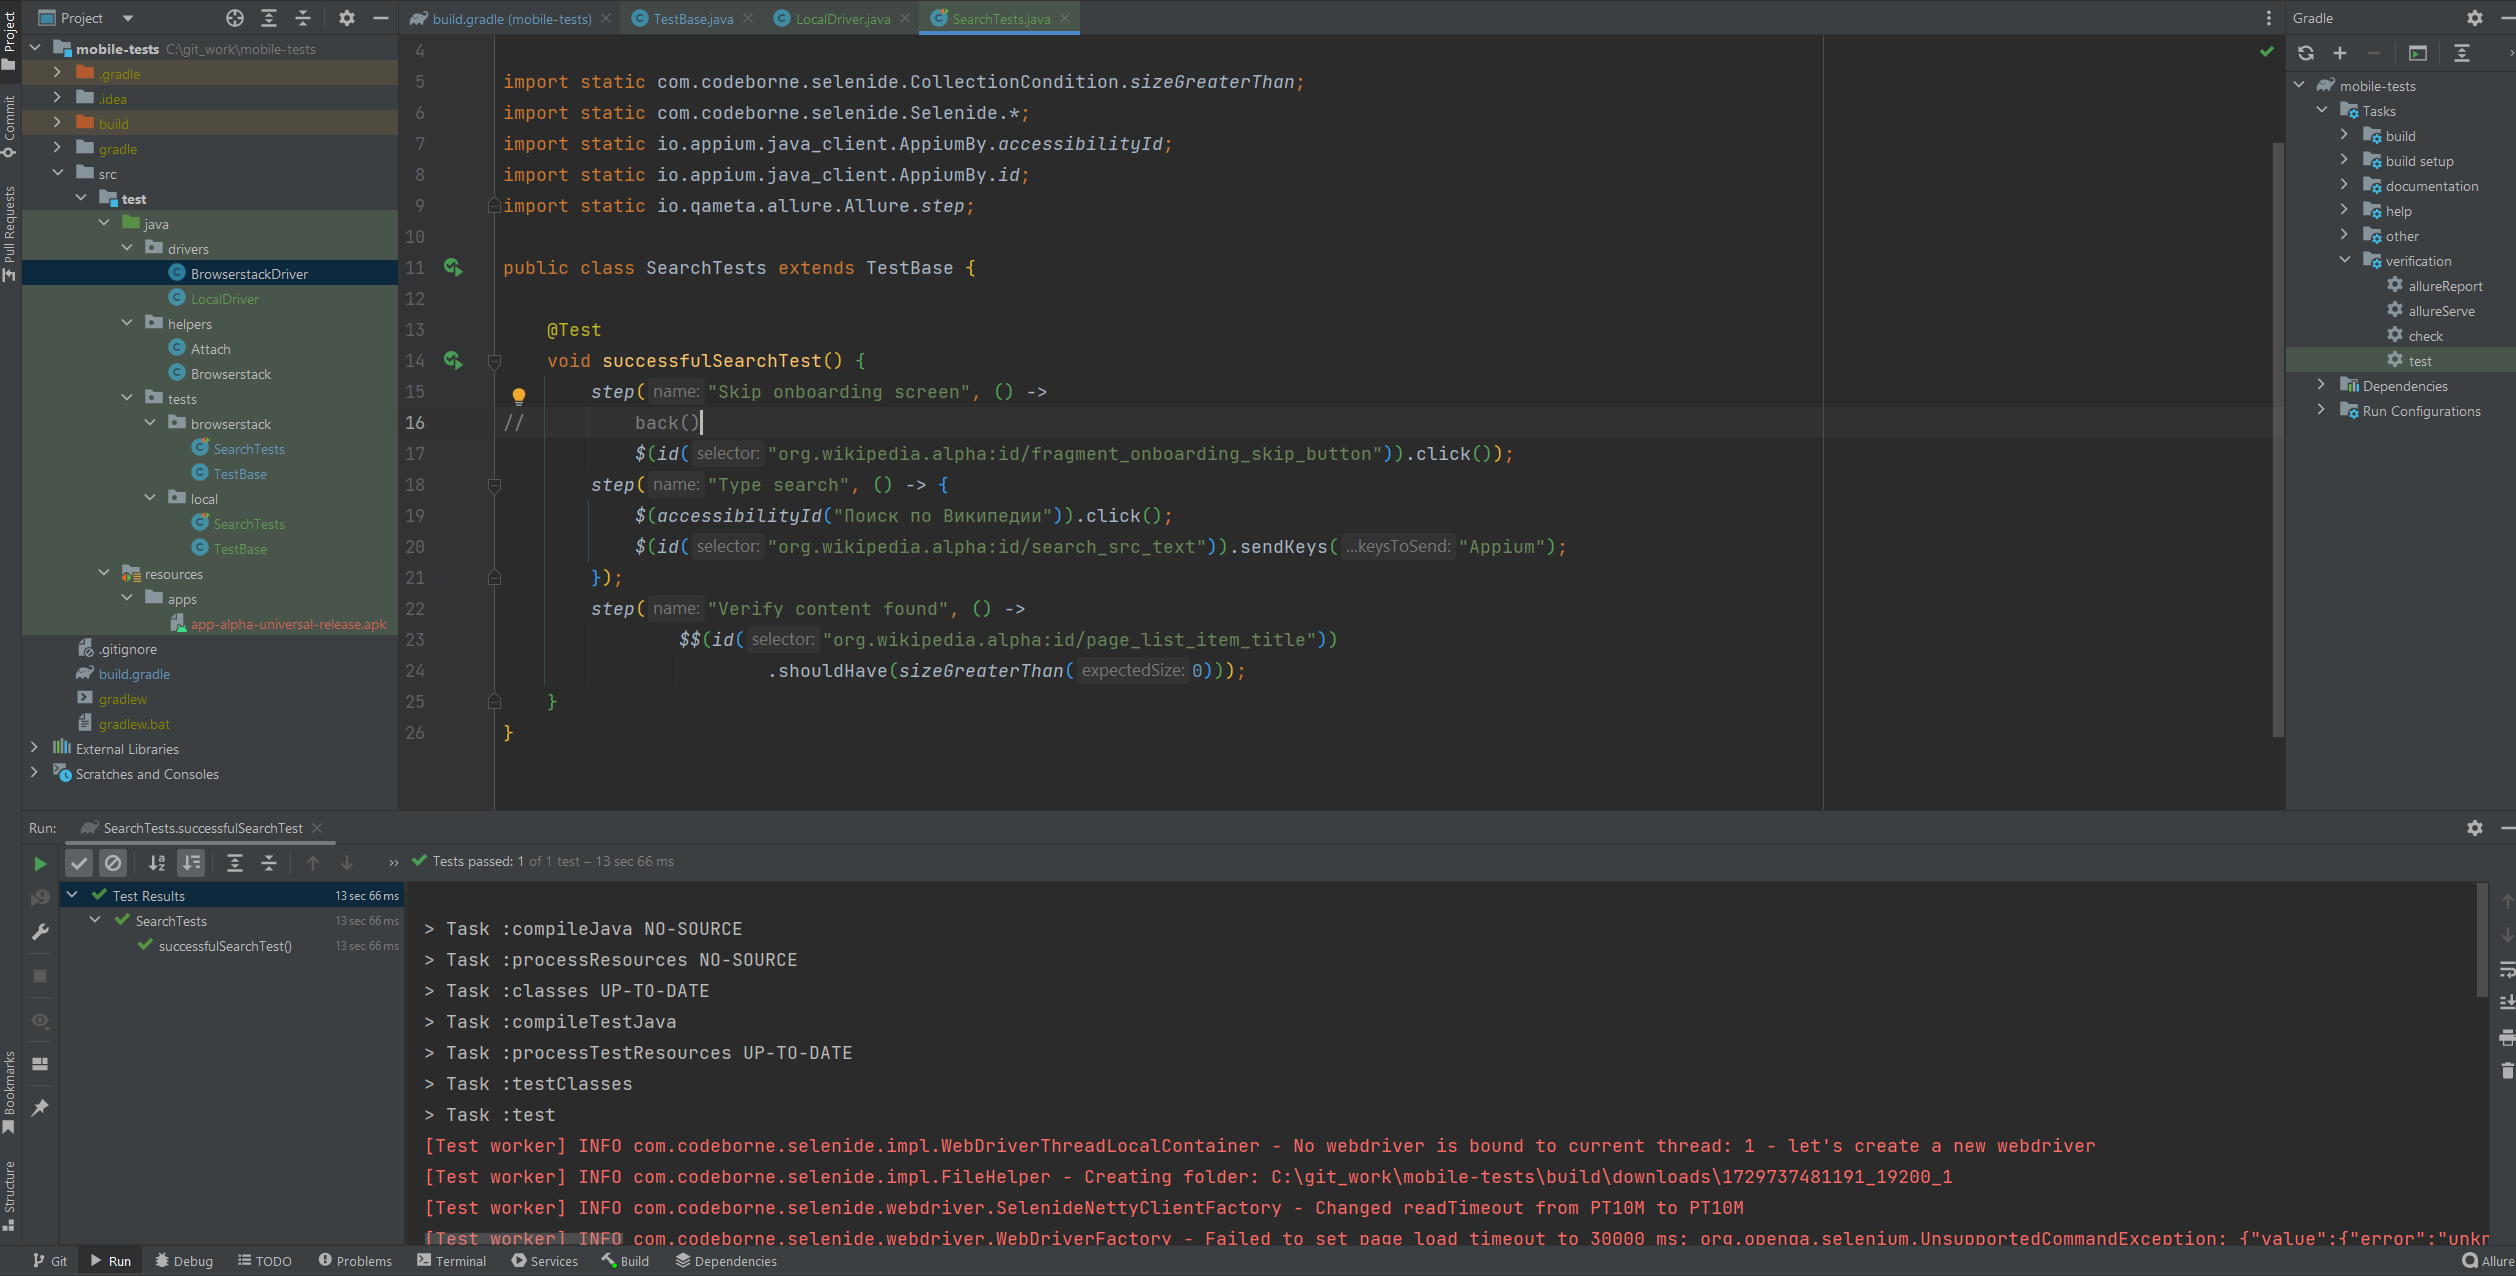 Project
build.gradle (mobile-tests)
TestBase.java
LocalDriver.java
SearchTests.java
Gradle
Project
Commit
Pull Requests
Bookmarks
Structure
mobile-tests C:\git_work\mobile-tests
.gradle
.idea
build
gradle
src
test
java
drivers
BrowserstackDriver
LocalDriver
helpers
Attach
Browserstack
tests
browserstack
SearchTests
TestBase
local
SearchTests
TestBase
resources
apps
app-alpha-universal-release.apk
.gitignore
build.gradle
gradlew
gradlew.bat
External Libraries
Scratches and Consoles
4
5 import static com.codeborne.selenide.CollectionCondition.sizeGreaterThan;
6 import static com.codeborne.selenide.Selenide.*;
7 import static io.appium.java_client.AppiumBy.accessibilityId;
8 import static io.appium.java_client.AppiumBy.id;
9 import static io.qameta.allure.Allure.step;
10
11 public class SearchTests extends TestBase {
12
13 @Test
14 void successfulSearchTest() {
15 step( name: "Skip onboarding screen", () ->
16 // back()
17 $(id( selector: "org.wikipedia.alpha:id/fragment_onboarding_skip_button")).click());
18 step( name: "Type search", () -> {
19 $(accessibilityId("Поиск по Википедии")).click();
20 $(id( selector: "org.wikipedia.alpha:id/search_src_text")).sendKeys( ...keysToSend: "Appium");
21 });
22 step( name: "Verify content found", () ->
23 $$(id( selector: "org.wikipedia.alpha:id/page_list_item_title"))
24 .shouldHave(sizeGreaterThan( expectedSize: 0)));
25 }
26 }
mobile-tests
Tasks
build
build setup
documentation
help
other
verification
allureReport
allureServe
check
test
Dependencies
Run Configurations
Run: SearchTests.successfulSearchTest
Tests passed: 1 of 1 test – 13 sec 66 ms
Test Results 13 sec 66 ms
SearchTests 13 sec 66 ms
successfulSearchTest() 13 sec 66 ms
> Task :compileJava NO-SOURCE
> Task :processResources NO-SOURCE
> Task :classes UP-TO-DATE
> Task :compileTestJava
> Task :processTestResources UP-TO-DATE
> Task :testClasses
> Task :test
[Test worker] INFO com.codeborne.selenide.impl.WebDriverThreadLocalContainer - No webdriver is bound to current thread: 1 - let's create a new webdriver
[Test worker] INFO com.codeborne.selenide.impl.FileHelper - Creating folder: C:\git_work\mobile-tests\build\downloads\1729737481191_19200_1
[Test worker] INFO com.codeborne.selenide.webdriver.SelenideNettyClientFactory - Changed readTimeout from PT10M to PT10M
[Test worker] INFO com.codeborne.selenide.webdriver.WebDriverFactory - Failed to set page load timeout to 30000 ms: org.openqa.selenium.UnsupportedCommandException: {"value":{"error":"unkn
Git Run Debug TODO Problems Terminal Services Build Dependencies Allure